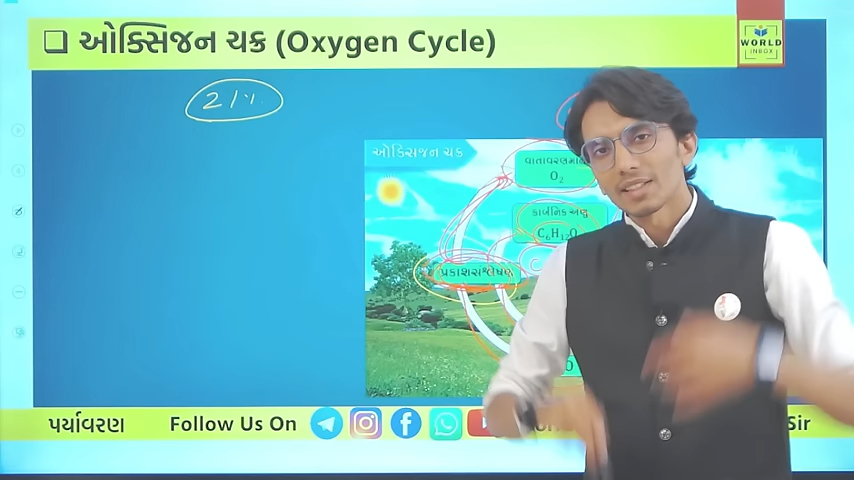 ❑ ઓક્સિજન ચક્ર (Oxygen Cycle)
WORLD
INBOX
21%
ઓક્સિજન ચક્ર
O₂
કાર્બનિક અણુ
પ્રકાશસંશ્લેષણ
પર્યાવરણ Follow Us On
Sir